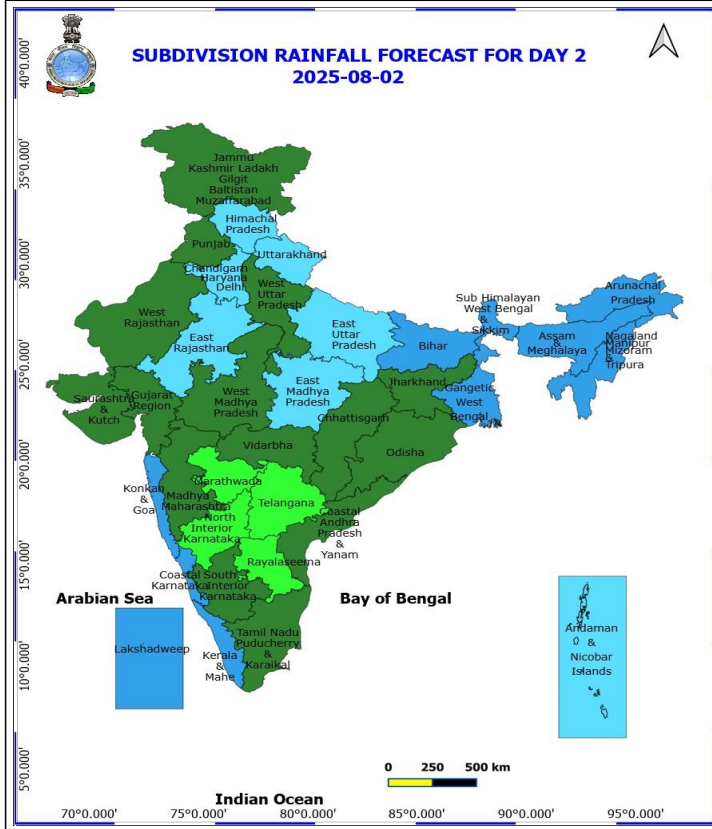 SUBDIVISION RAINFALL FORECAST FOR DAY 2
2025-08-02
40°0.000'
35°0.000'
30°0.000'
25°0.000'
20°0.000'
15°0.000'
10°0.000'
5°0.000'
Jammu
Kashmir Ladakh
Gilgit
Baltistan
Muzaffarabad
Himachal
Pradesh
Punjab
Uttarakhand
Chandigarh
Haryana
Delhi
West
Uttar
Pradesh
West
Rajasthan
East
Rajasthan
East
Uttar
Pradesh
Bihar
Sub Himalayan
West Bengal
&
Sikkim
Arunachal
Pradesh
Assam
&
Meghalaya
Nagaland
Manipur
Mizoram
&
Tripura
Saurashtra
&
Kutch
Gujarat
Region
West
Madhya
Pradesh
East
Madhya
Pradesh
Jharkhand
Gangetic
West
Bengal
Chhattisgarh
Odisha
Vidarbha
Konkan
&
Goa
Madhya
Maharashtra
Marathwada
Telangana
North
Interior
Karnataka
Coastal
Andhra
Pradesh
&
Yanam
Rayalaseema
Coastal
Karnataka
South
Interior
Karnataka
Arabian Sea
Bay of Bengal
Lakshadweep
Kerala
&
Mahe
Tamil Nadu
Puducherry
&
Karaikal
Andaman
&
Nicobar
Islands
0 250 500 km
Indian Ocean
70°0.000' 75°0.000' 80°0.000' 85°0.000' 90°0.000' 95°0.000'